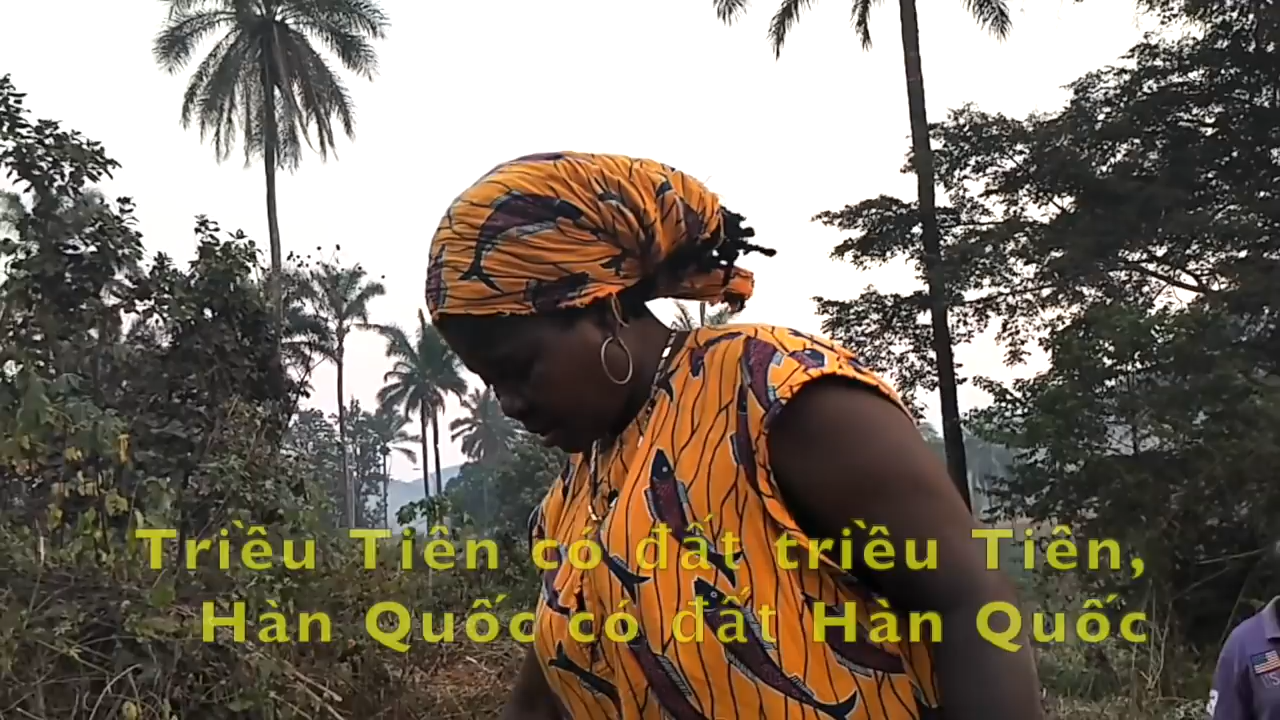 Triều Tiên có đất triều Tiên,
Hàn Quốc có đất Hàn Quốc